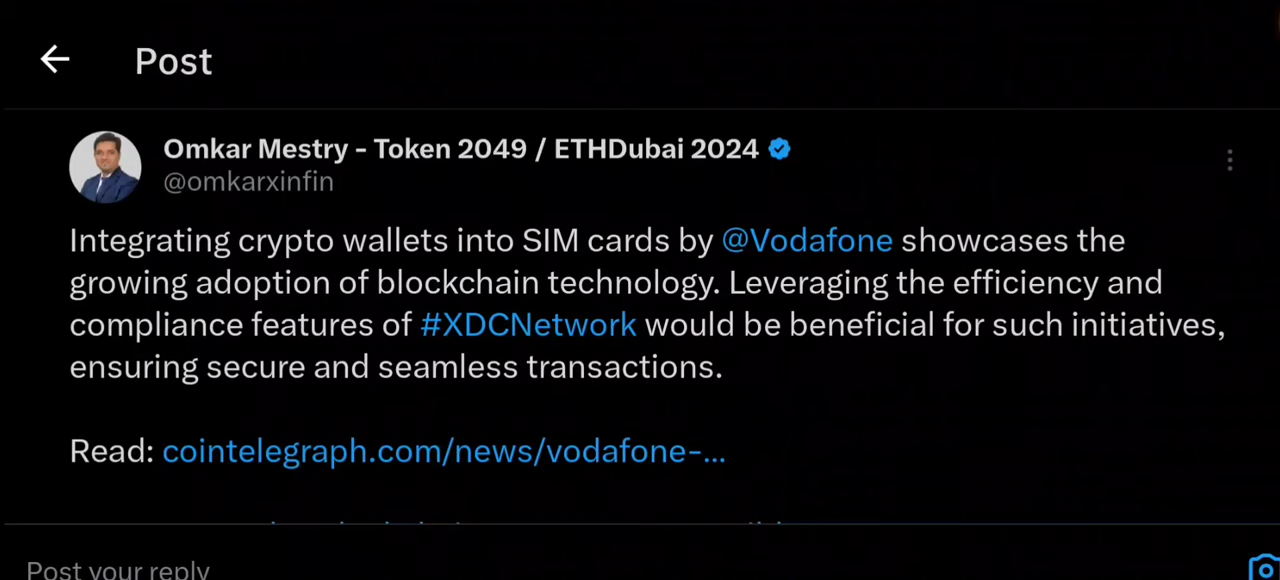 Post
Omkar Mestry - Token 2049 / ETHDubai 2024
@omkarxinfin
Integrating crypto wallets into SIM cards by @Vodafone showcases the
growing adoption of blockchain technology. Leveraging the efficiency and
compliance features of #XDCNetwork would be beneficial for such initiatives,
ensuring secure and seamless transactions.
Read: cointelegraph.com/news/vodafone-...
Post your reply